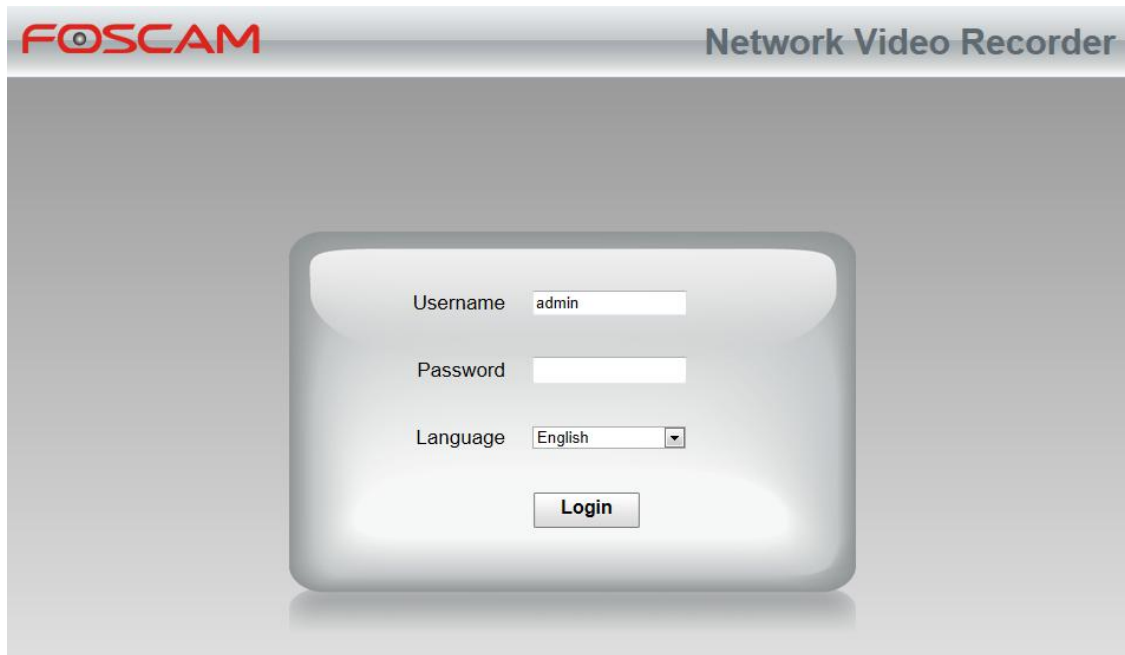 FOSCAM
Network Video Recorder
Username admin
Password
Language English
Login